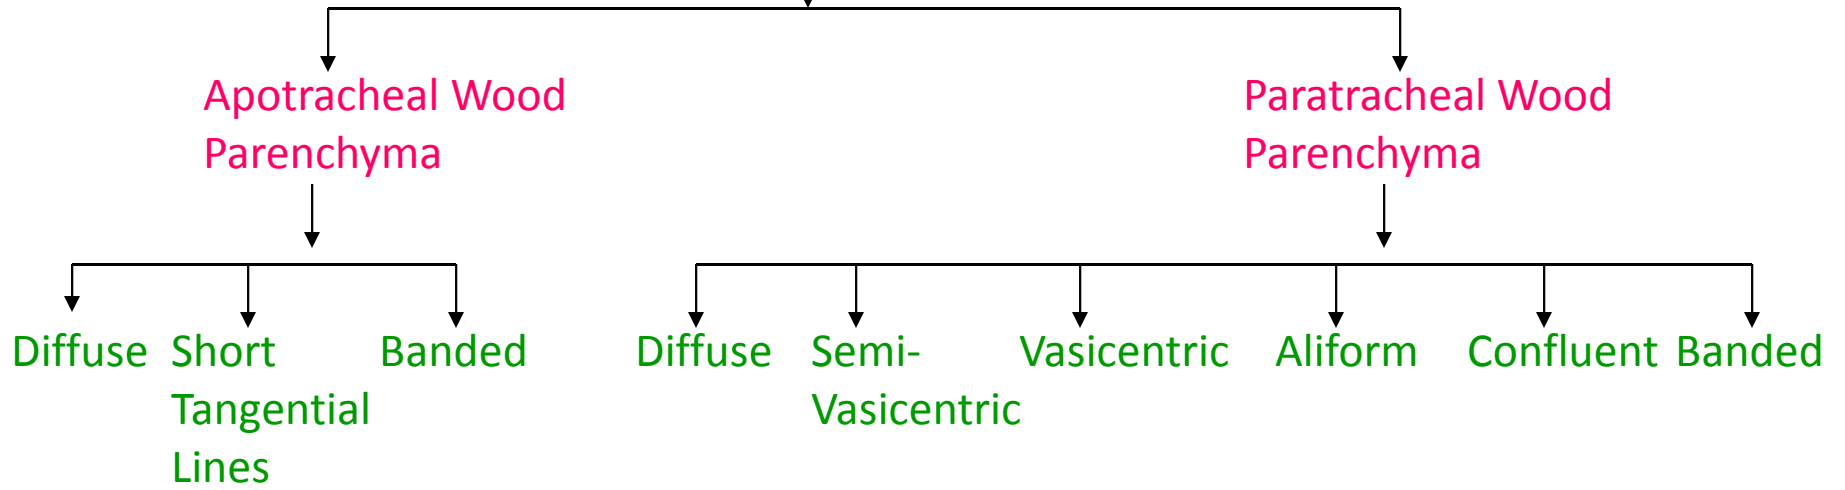 Apotracheal Wood
Parenchyma
Paratracheal Wood
Parenchyma
Diffuse
Short
Tangential
Lines
Banded
Diffuse
Semi-
Vasicentric
Vasicentric
Aliform
Confluent
Banded